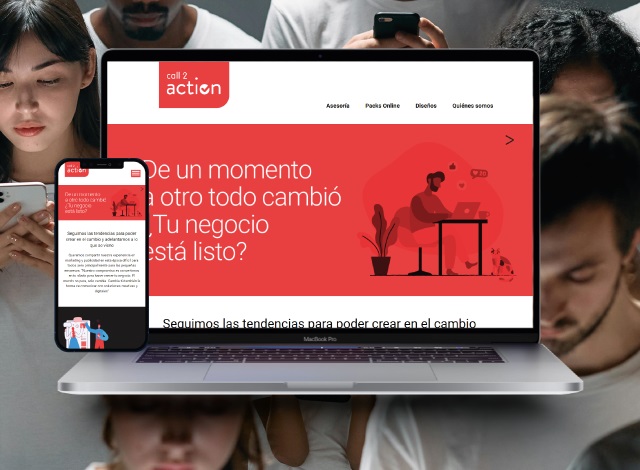 call 2
action
Asesoría
Packs Online
Diseños
Quiénes somos
>
De un momento
a otro todo cambió
¿Tu negocio
está listo?
Seguimos las tendencias para poder crear en el cambio
MacBook Pro
call 2
action
De un momento
a otro todo cambió
¿Tu negocio
está listo?
Seguimos las tendencias para poder
crear en el cambio y adelantarnos a lo
que se viene